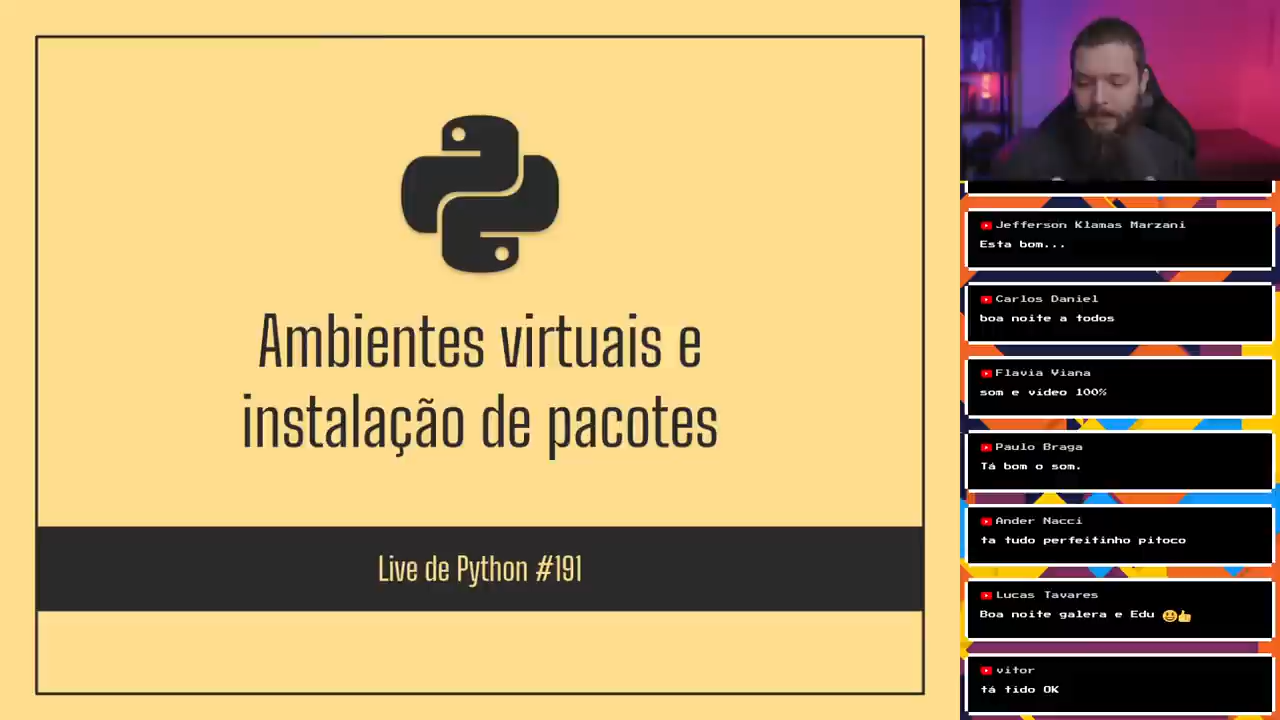 Ambientes virtuais e
instalação de pacotes
Live de Python #191
Jefferson Klamas Marzani
Esta bom...
Carlos Daniel
boa noite a todos
Flavia Viana
som e video 100%
Paulo Braga
Tá bom o som.
Ander Nacci
ta tudo perfeitinho pitoco
Lucas Tavares
Boa noite galera e Edu 😃👍
vitor
tá tido OK